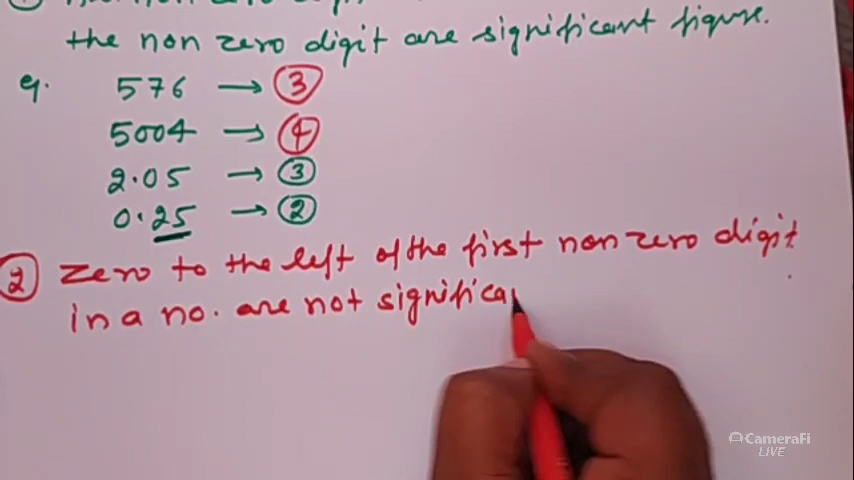 the non zero digit are significant figure.
eg. 576 → 3
5004 → 4
2.05 → 3
0.25 → 2
2 Zero to the left of the first non zero digit
in a no. are not significa
CameraFi
LIVE